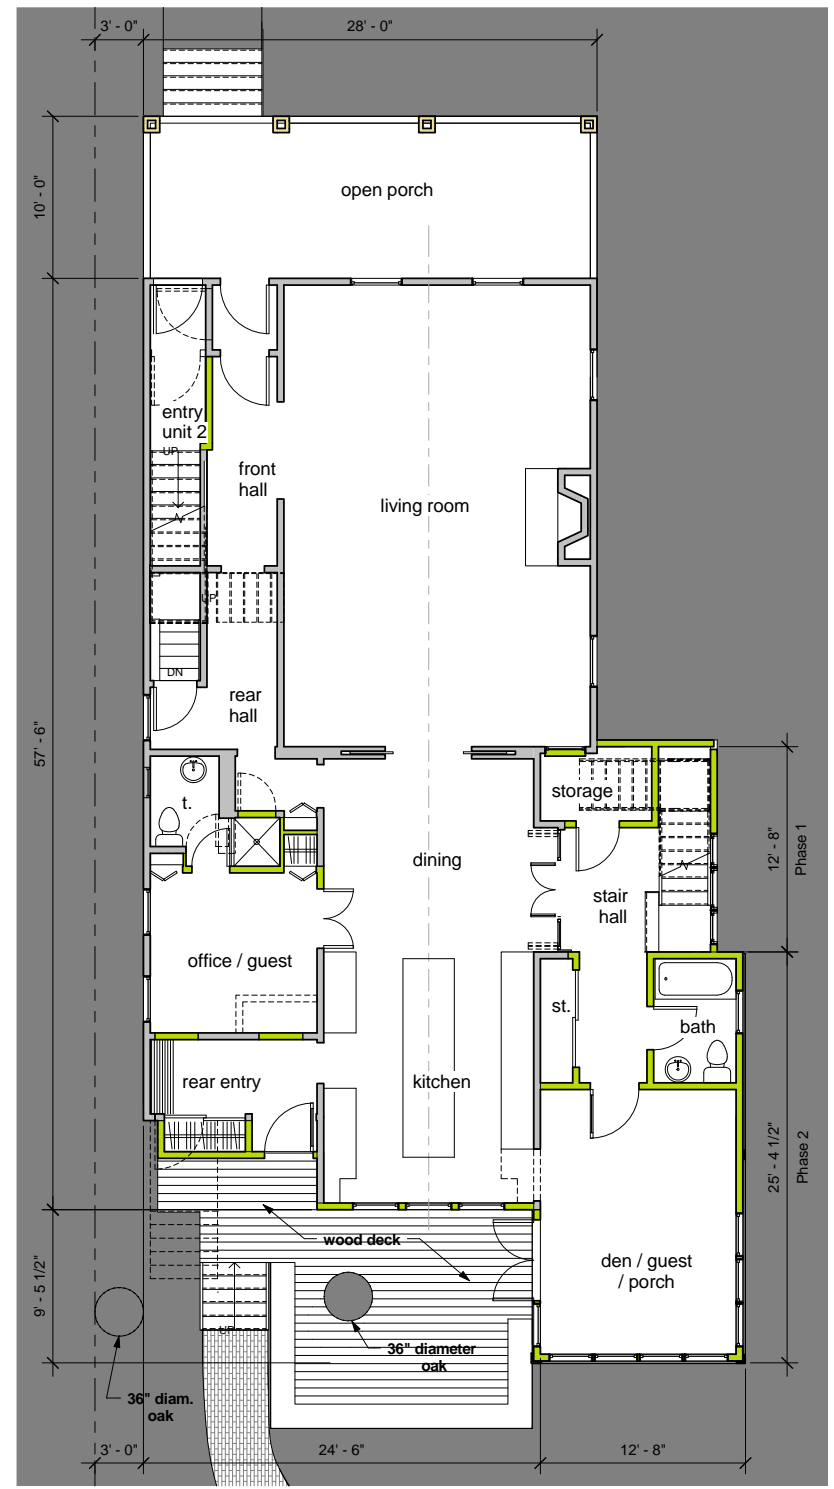 3' - 0"
28' - 0"
10' - 0"
open porch
entry
unit 2
UP
front
hall
living room
UP
DN
rear
hall
57' - 6"
t.
storage
dining
stair
hall
12' - 8"
Phase 1
office / guest
st.
bath
rear entry
kitchen
25' - 4 1/2"
Phase 2
wood deck
den / guest
/ porch
9' - 5 1/2"
UP
36" diameter
oak
36" diam.
oak
3' - 0"
24' - 6"
12' - 8"